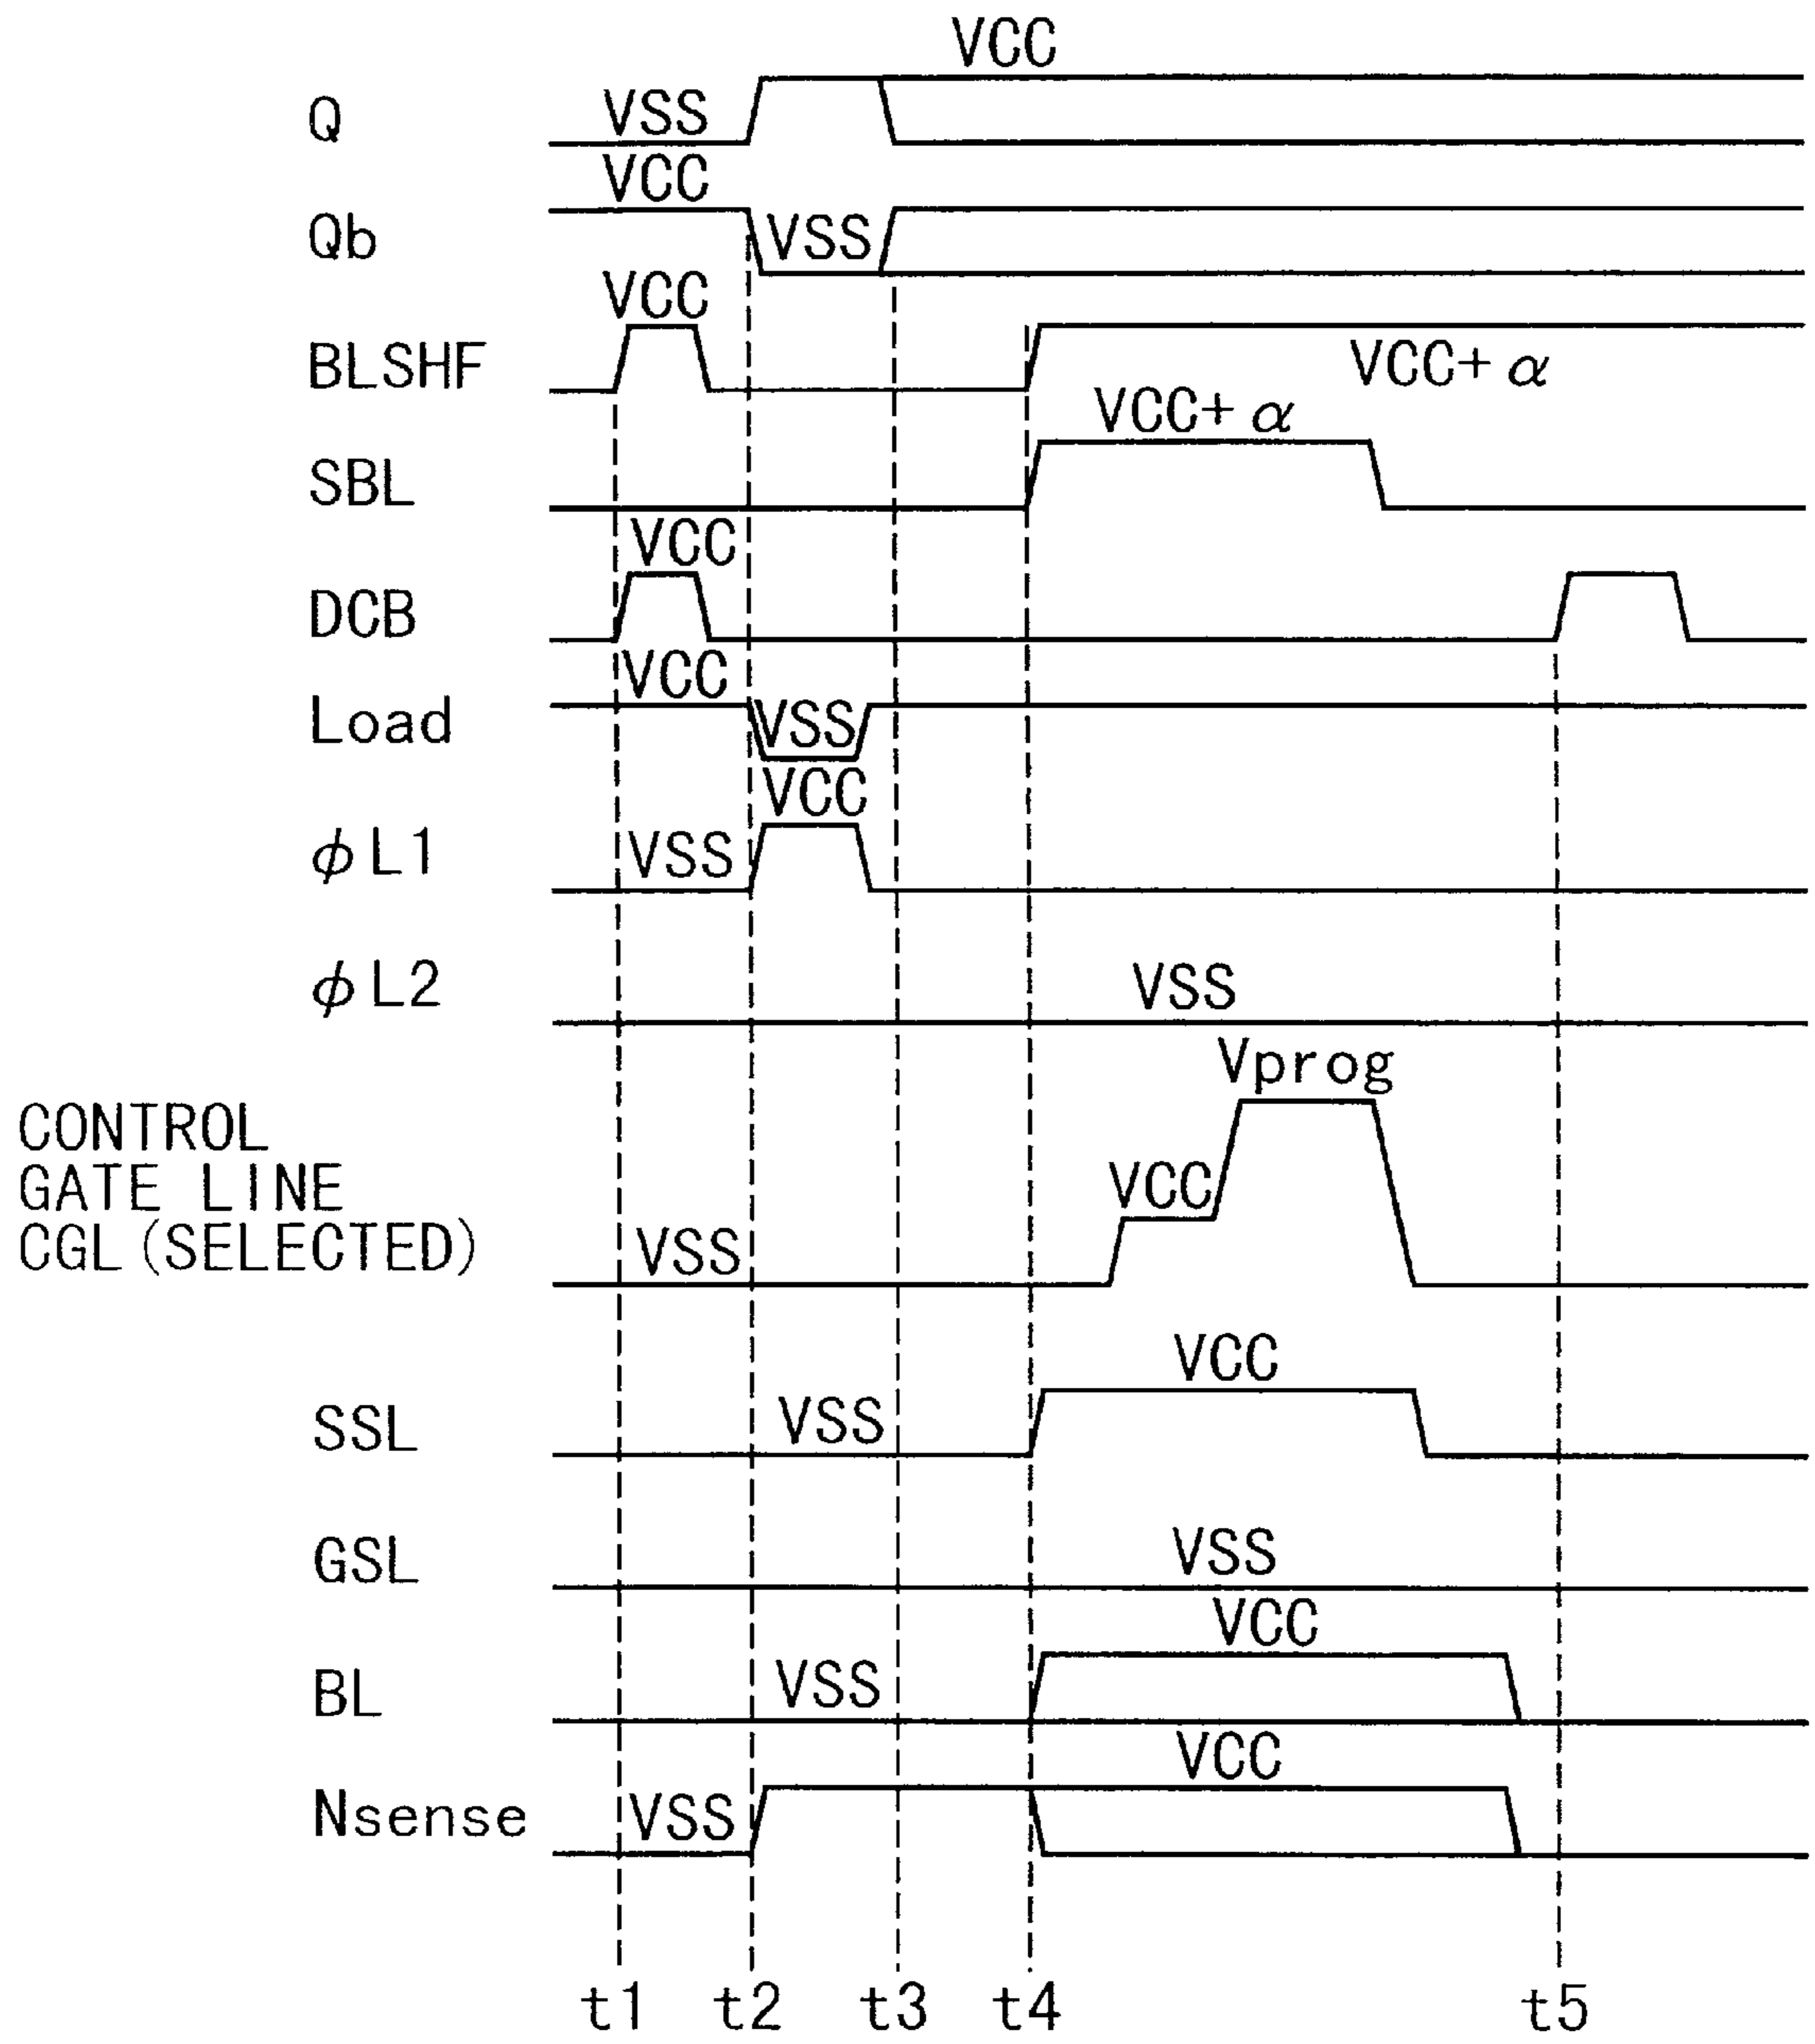 VCC
Q VSS
VCC
Qb VSS
VCC
BLSHF VCC+α
VCC+α
SBL
VCC
DCB
VCC
Load VSS
VCC
φL1 VSS
φL2 VSS
Vprog
CONTROL
GATE LINE VCC
CGL(SELECTED) VSS
VCC
SSL VSS
GSL VSS
VCC
BL VSS
VCC
Nsense VSS
t1 t2 t3 t4 t5